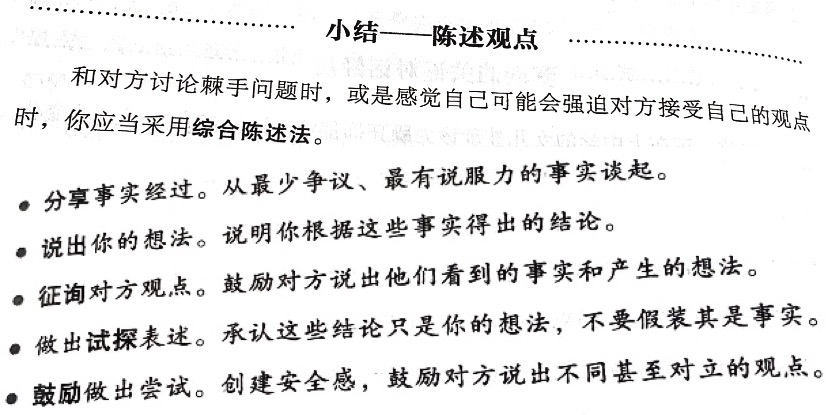 小结——陈述观点
和对方讨论棘手问题时，或是感觉自己可能会强迫对方接受自己的观点
时，你应当采用综合陈述法。
• 分享事实经过。从最少争议、最有说服力的事实谈起。
• 说出你的想法。说明你根据这些事实得出的结论。
• 征询对方观点。鼓励对方说出他们看到的事实和产生的想法。
• 做出试探表述。承认这些结论只是你的想法，不要假装其是事实。
• 鼓励做出尝试。创建安全感，鼓励对方说出不同甚至对立的观点。